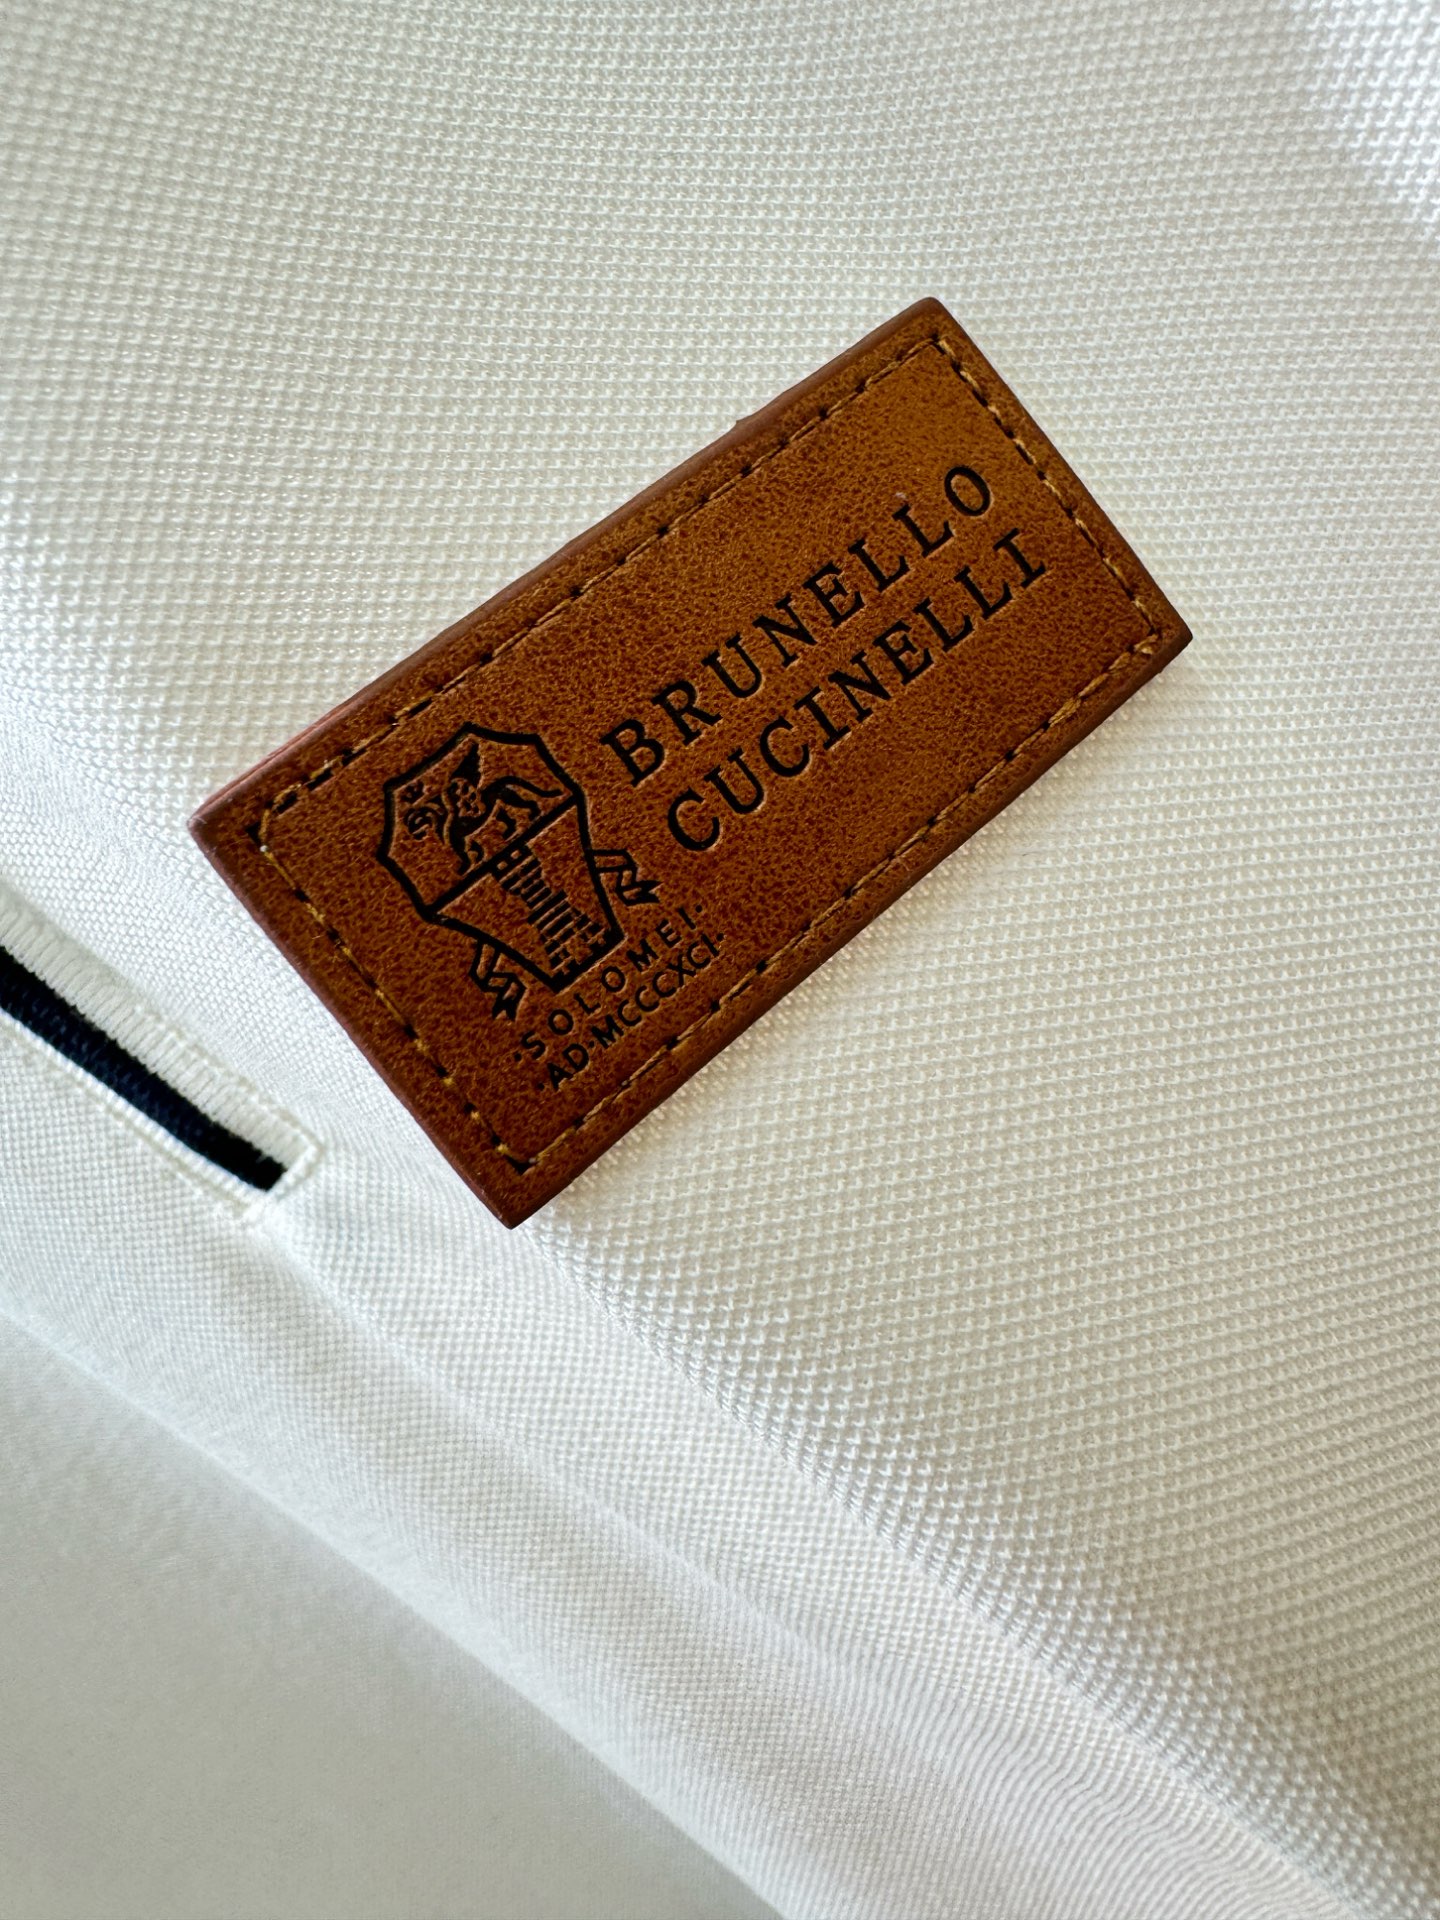 BRUNELLO
CUCINELLI
·SOLOMEI·
·AD·MCCCXCI·